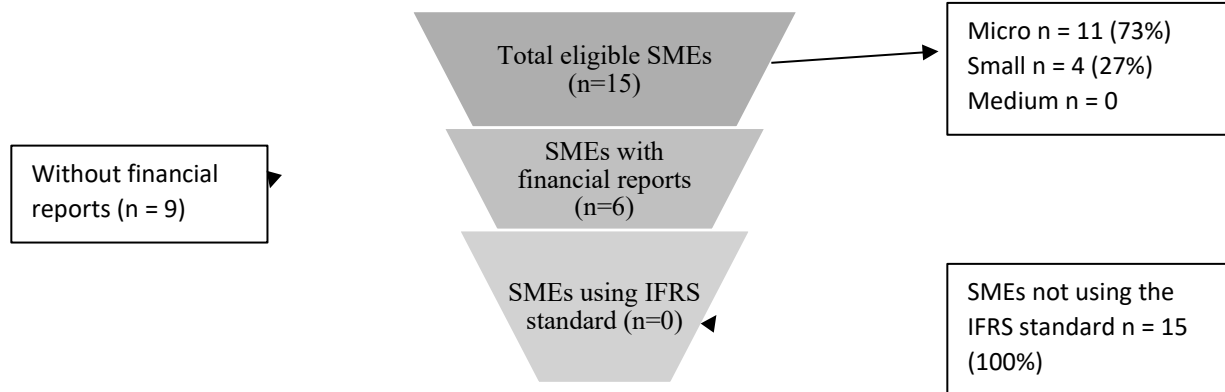 Total eligible SMEs
(n=15)
Micro n = 11 (73%)
Small n = 4 (27%)
Medium n = 0
Without financial
reports (n = 9)
SMEs with
financial reports
(n=6)
SMEs using IFRS
standard (n=0)
SMEs not using the
IFRS standard n = 15
(100%)